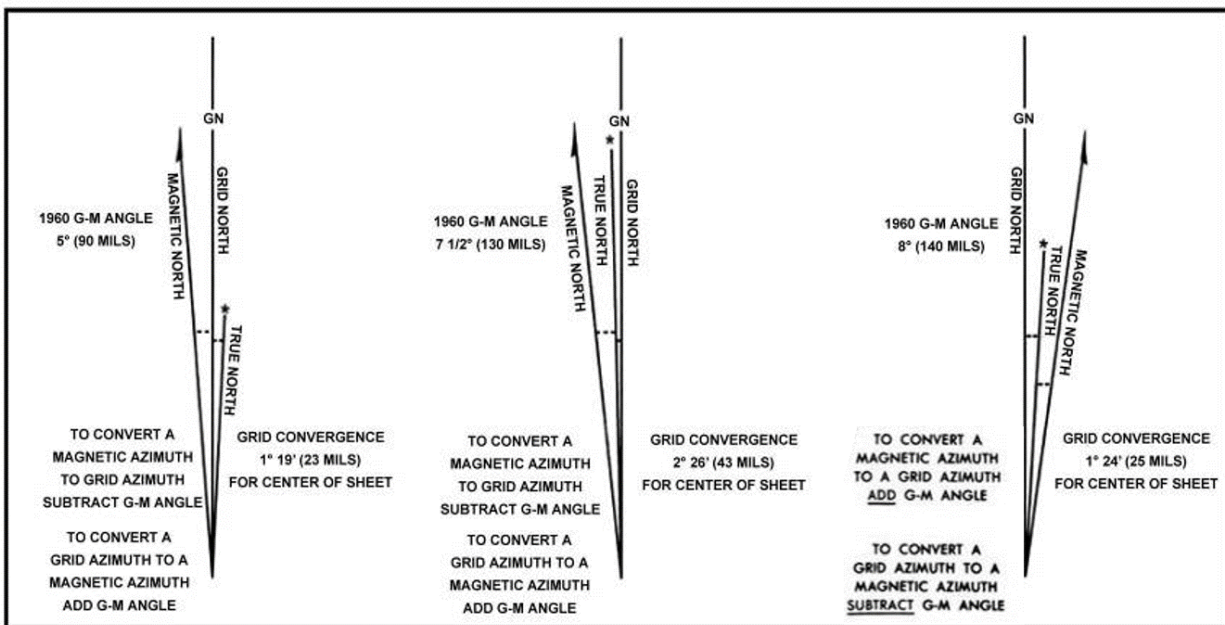 GN
MAGNETIC NORTH
GRID NORTH
1960 G-M ANGLE
5° (90 MILS)
*
TRUE NORTH
TO CONVERT A
MAGNETIC AZIMUTH
TO GRID AZIMUTH
SUBTRACT G-M ANGLE
GRID CONVERGENCE
1° 19' (23 MILS)
FOR CENTER OF SHEET
TO CONVERT A
GRID AZIMUTH TO A
MAGNETIC AZIMUTH
ADD G-M ANGLE
GN
*
MAGNETIC NORTH
TRUE NORTH
GRID NORTH
1960 G-M ANGLE
7 1/2° (130 MILS)
TO CONVERT A
MAGNETIC AZIMUTH
TO GRID AZIMUTH
SUBTRACT G-M ANGLE
GRID CONVERGENCE
2° 26' (43 MILS)
FOR CENTER OF SHEET
TO CONVERT A
GRID AZIMUTH TO A
MAGNETIC AZIMUTH
ADD G-M ANGLE
GN
GRID NORTH
1960 G-M ANGLE
8° (140 MILS)
*
TRUE NORTH
MAGNETIC NORTH
TO CONVERT A
MAGNETIC AZIMUTH
TO A GRID AZIMUTH
ADD G-M ANGLE
GRID CONVERGENCE
1° 24' (25 MILS)
FOR CENTER OF SHEET
TO CONVERT A
GRID AZIMUTH TO A
MAGNETIC AZIMUTH
SUBTRACT G-M ANGLE